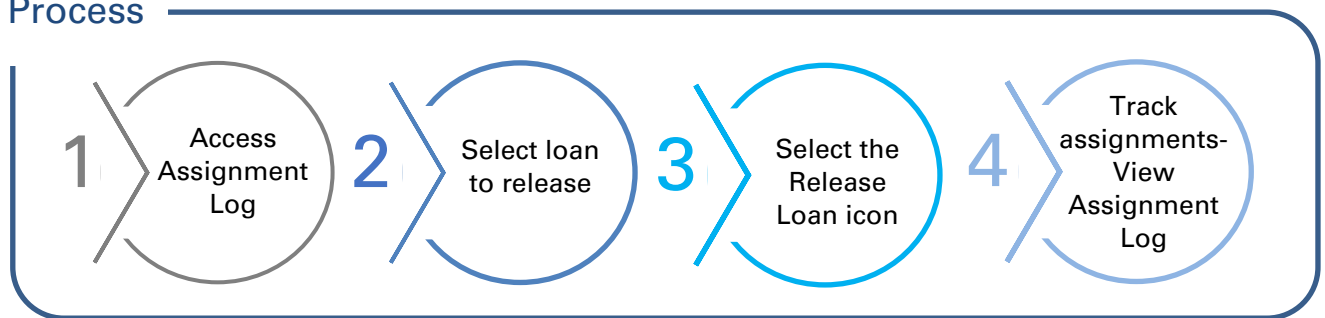 Process
1
Access
Assignment
Log
2
Select loan
to release
3
Select the
Release
Loan icon
4
Track
assignments-
View
Assignment
Log